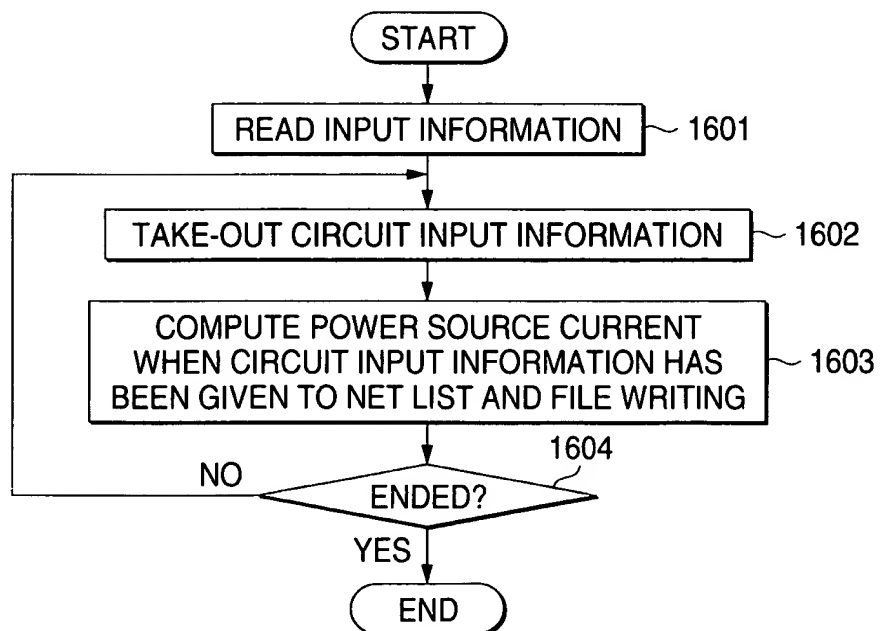 START
READ INPUT INFORMATION
1601
TAKE-OUT CIRCUIT INPUT INFORMATION
1602
COMPUTE POWER SOURCE CURRENT
WHEN CIRCUIT INPUT INFORMATION HAS
BEEN GIVEN TO NET LIST AND FILE WRITING
1603
1604
NO
ENDED?
YES
END